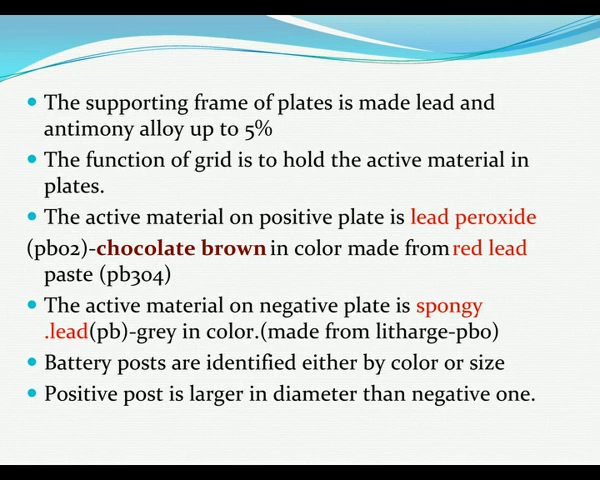 The supporting frame of plates is made lead and
antimony alloy up to 5%
The function of grid is to hold the active material in
plates.
The active material on positive plate is lead peroxide
(pbo2)-chocolate brown in color made from red lead
paste (pb3o4)
The active material on negative plate is spongy
.lead(pb)-grey in color.(made from litharge-pbo)
Battery posts are identified either by color or size
Positive post is larger in diameter than negative one.